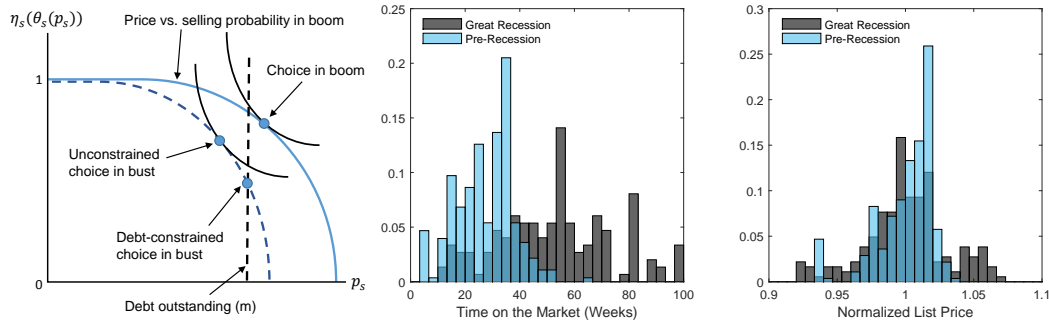 η_s(θ_s(p_s))
Price vs. selling probability in boom
Choice in boom
1
Unconstrained
choice in bust
Debt-constrained
choice in bust
0
p_s
Debt outstanding (m)
0.25
0.2
0.15
0.1
0.05
0
Great Recession
Pre-Recession
0 20 40 60 80 100
Time on the Market (Weeks)
0.3
0.25
0.2
0.15
0.1
0.05
0
Great Recession
Pre-Recession
0.9 0.95 1 1.05 1.1
Normalized List Price